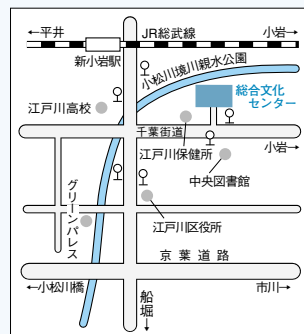 ←平井
JR総武線
小岩→
新小岩駅
小松川境川親水公園
総合文化
センター
江戸川高校
千葉街道
小岩→
江戸川保健所
中央図書館
グリーンパレス
江戸川区役所
京葉道路
←小松川橋
市川→
船堀↓